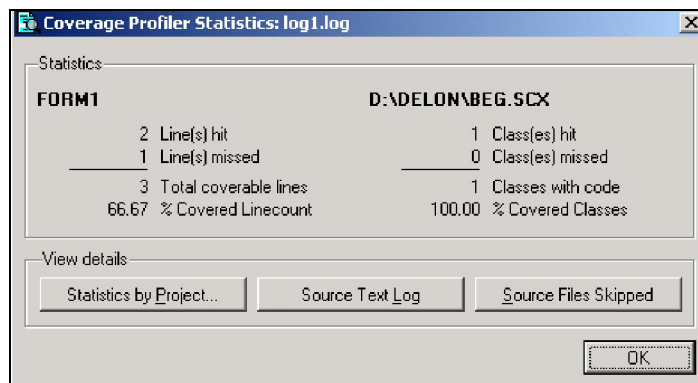 Coverage Profiler Statistics: log1.log
Statistics
FORM1 D:\DELON\BEG.SCX
2 Line(s) hit 1 Class(es) hit
1 Line(s) missed 0 Class(es) missed
3 Total coverable lines 1 Classes with code
66.67 % Covered Linecount 100.00 % Covered Classes
View details
Statistics by Project... Source Text Log Source Files Skipped
OK